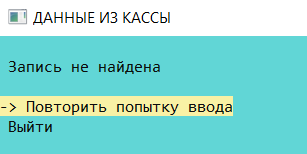 ДАННЫЕ ИЗ КАССЫ
Запись не найдена
-> Повторить попытку ввода
Выйти